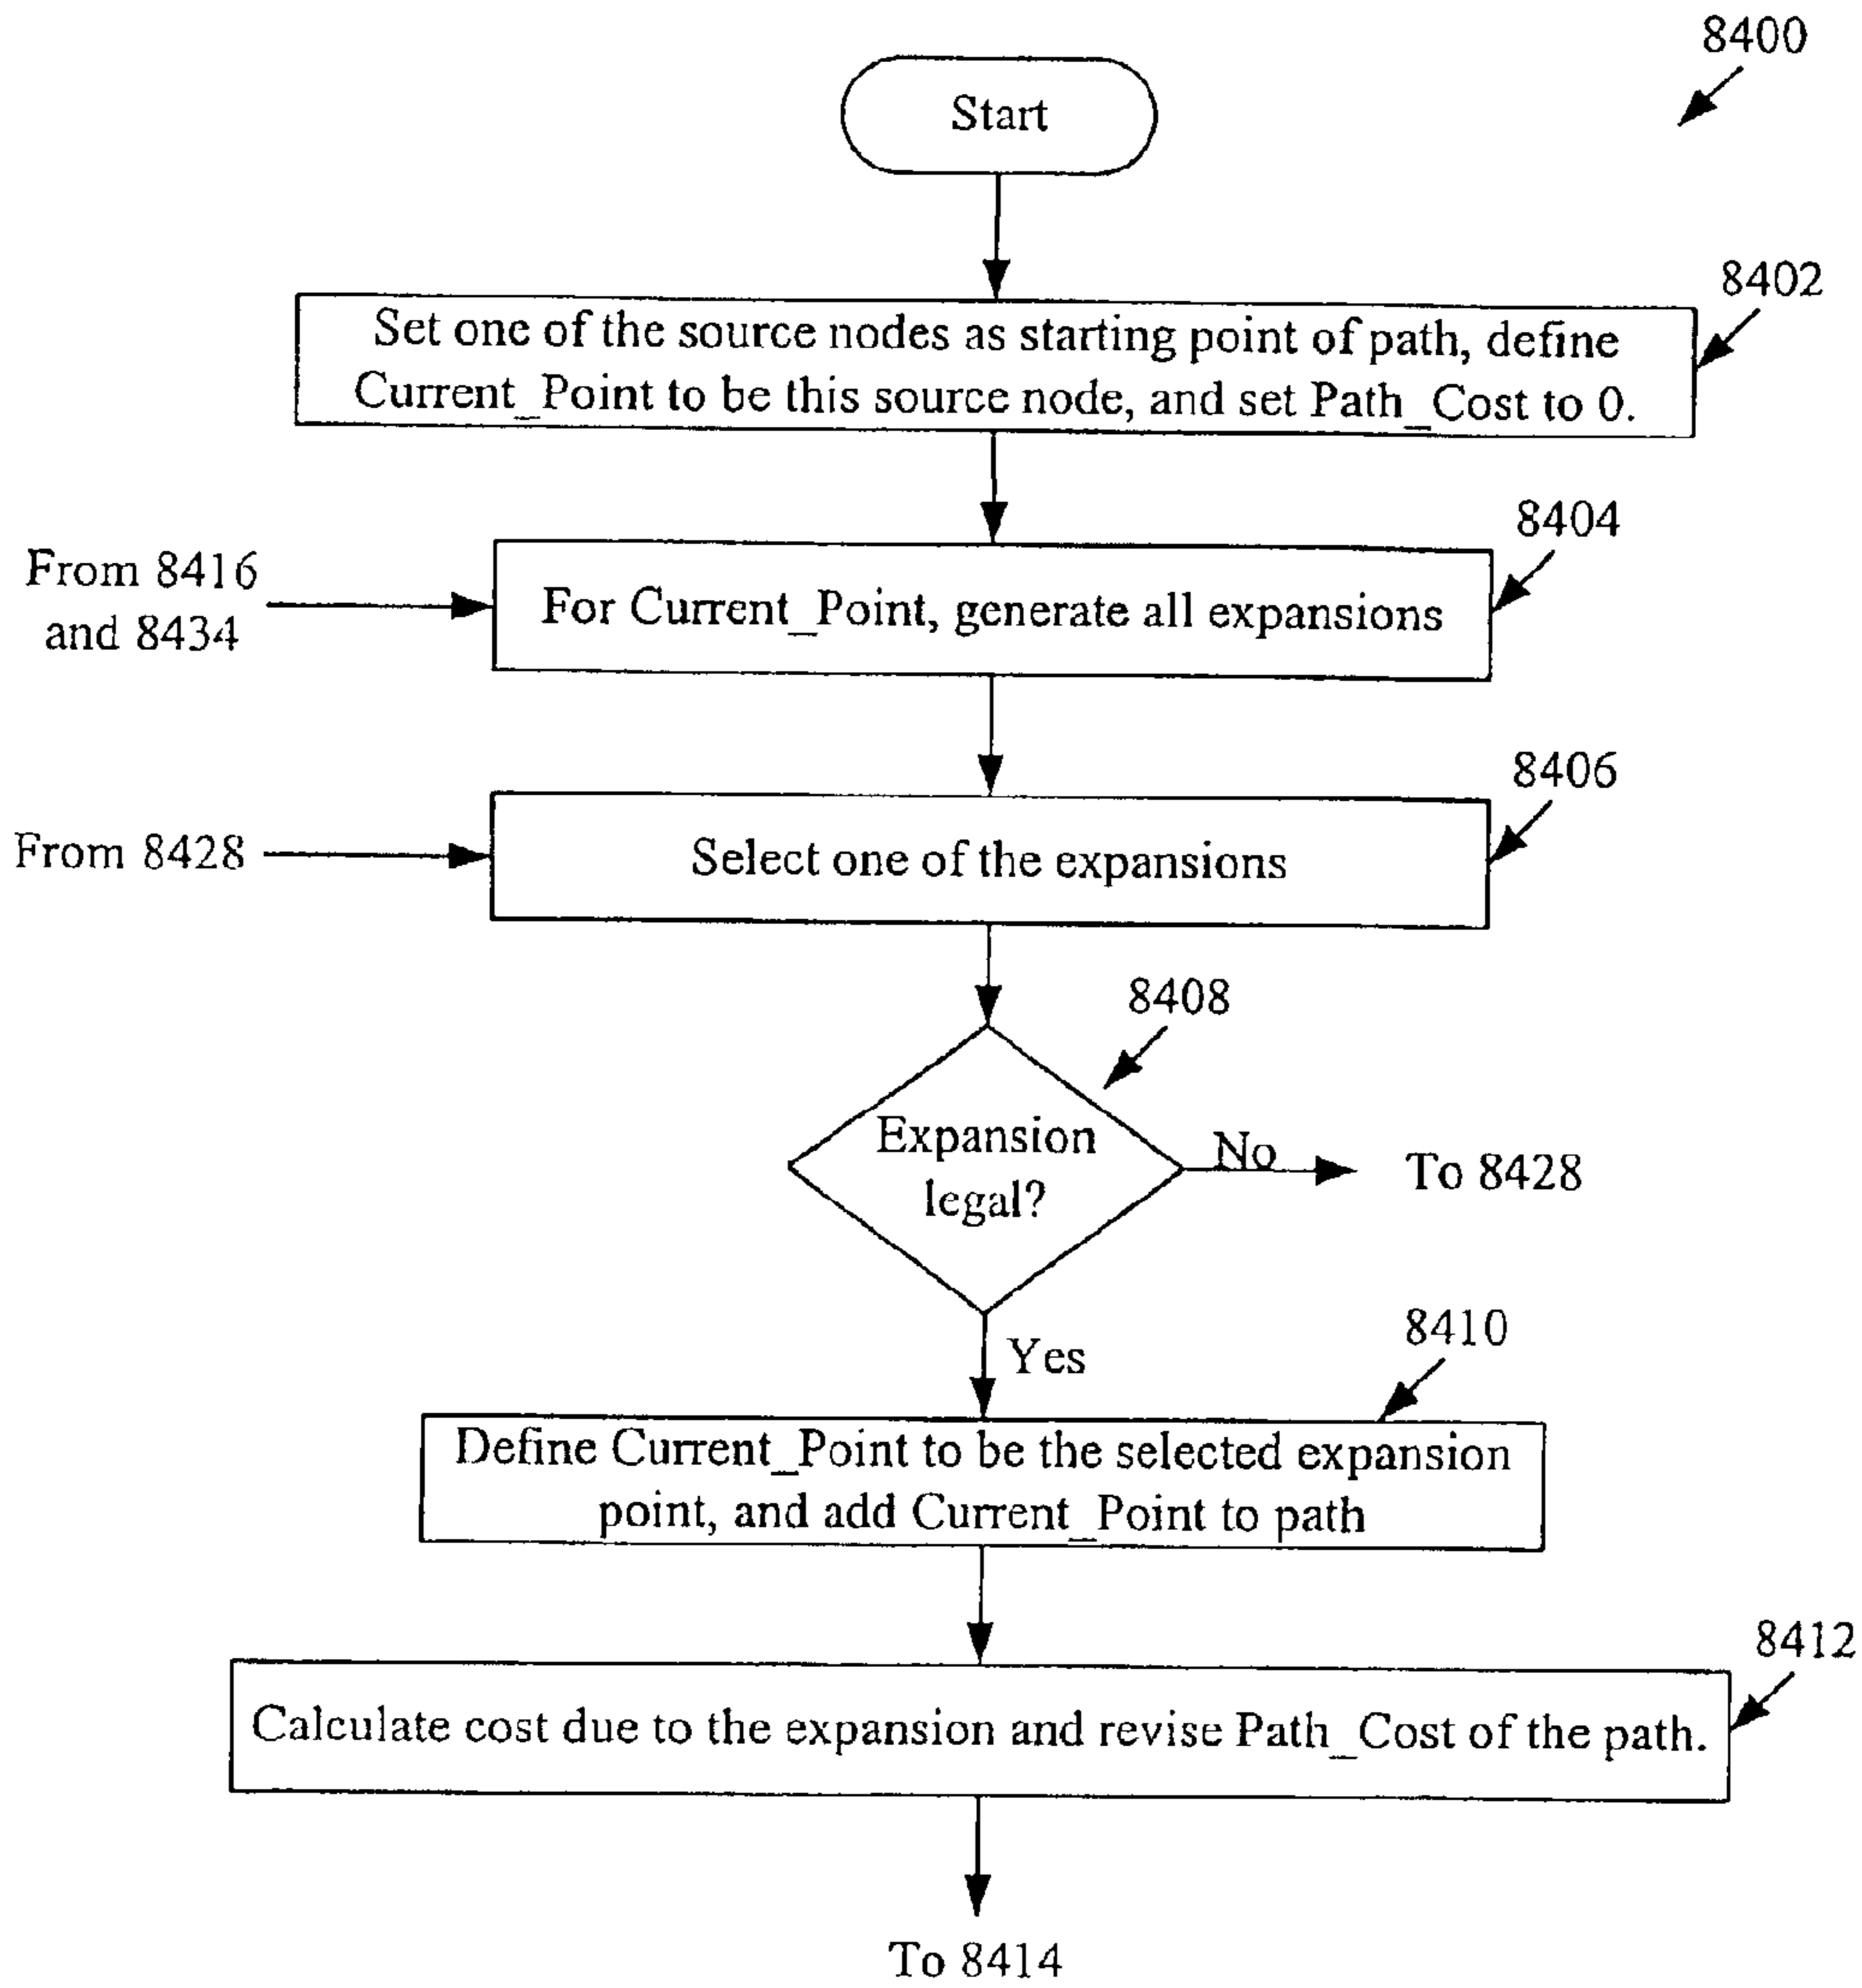 8400
Start
8402
Set one of the source nodes as starting point of path, define
Current_Point to be this source node, and set Path_Cost to 0.
8404
From 8416
and 8434
For Current_Point, generate all expansions
8406
From 8428
Select one of the expansions
8408
Expansion
legal?
No
To 8428
Yes
8410
Define Current_Point to be the selected expansion
point, and add Current_Point to path
8412
Calculate cost due to the expansion and revise Path_Cost of the path.
To 8414